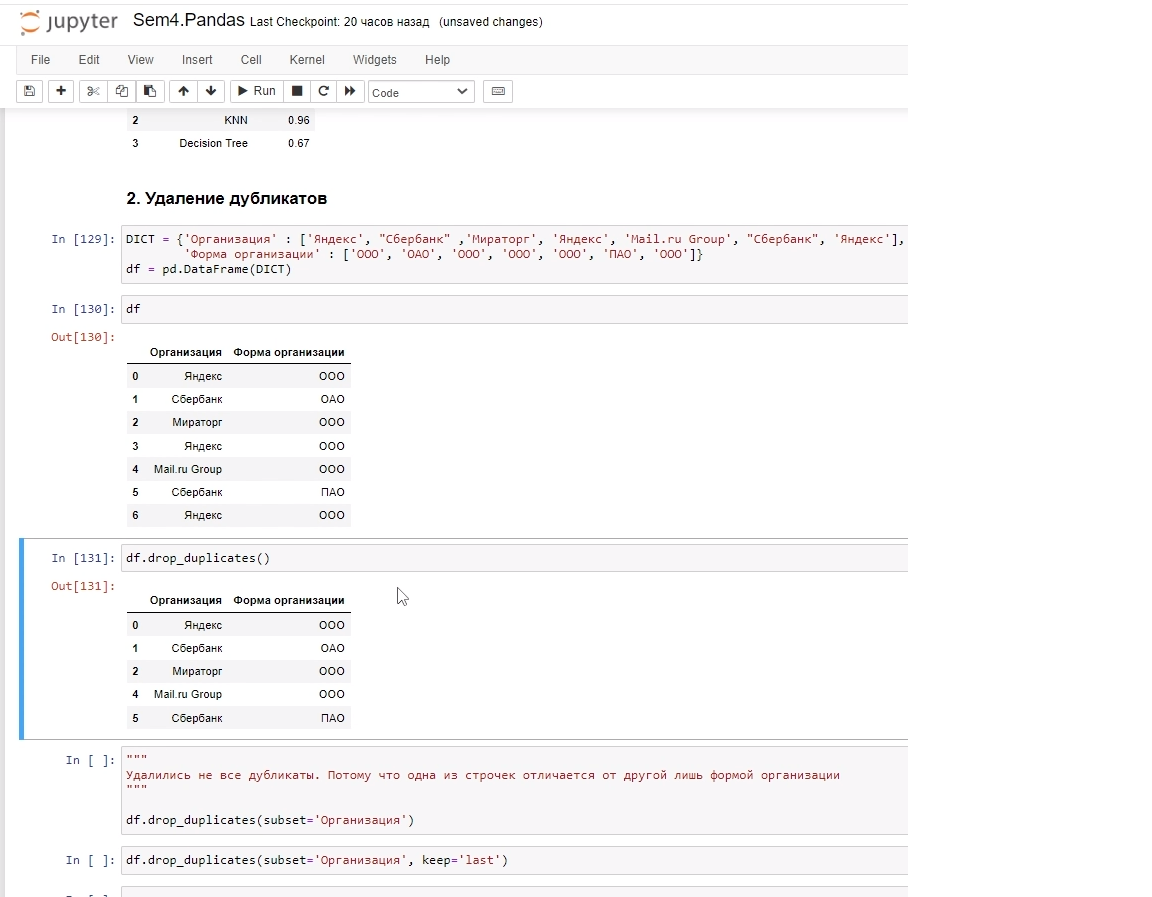 jupyter Sem4.Pandas Last Checkpoint: 20 часов назад (unsaved changes)
File Edit View Insert Cell Kernel Widgets Help
Run Code
2 KNN 0.96
3 Decision Tree 0.67
2. Удаление дубликатов
In [129]: DICT = {'Организация' : ['Яндекс', "Сбербанк" ,'Мираторг', 'Яндекс', 'Mail.ru Group', "Сбербанк", 'Яндекс'],
'Форма организации' : ['ООО', 'ОАО', 'ООО', 'ООО', 'ООО', 'ПАО', 'ООО']}
df = pd.DataFrame(DICT)
In [130]: df
Out[130]:
Организация Форма организации
0 Яндекс ООО
1 Сбербанк ОАО
2 Мираторг ООО
3 Яндекс ООО
4 Mail.ru Group ООО
5 Сбербанк ПАО
6 Яндекс ООО
In [131]: df.drop_duplicates()
Out[131]:
Организация Форма организации
0 Яндекс ООО
1 Сбербанк ОАО
2 Мираторг ООО
4 Mail.ru Group ООО
5 Сбербанк ПАО
In [ ]: """
Удалились не все дубликаты. Потому что одна из строчек отличается от другой лишь формой организации
"""
df.drop_duplicates(subset='Организация')
In [ ]: df.drop_duplicates(subset='Организация', keep='last')